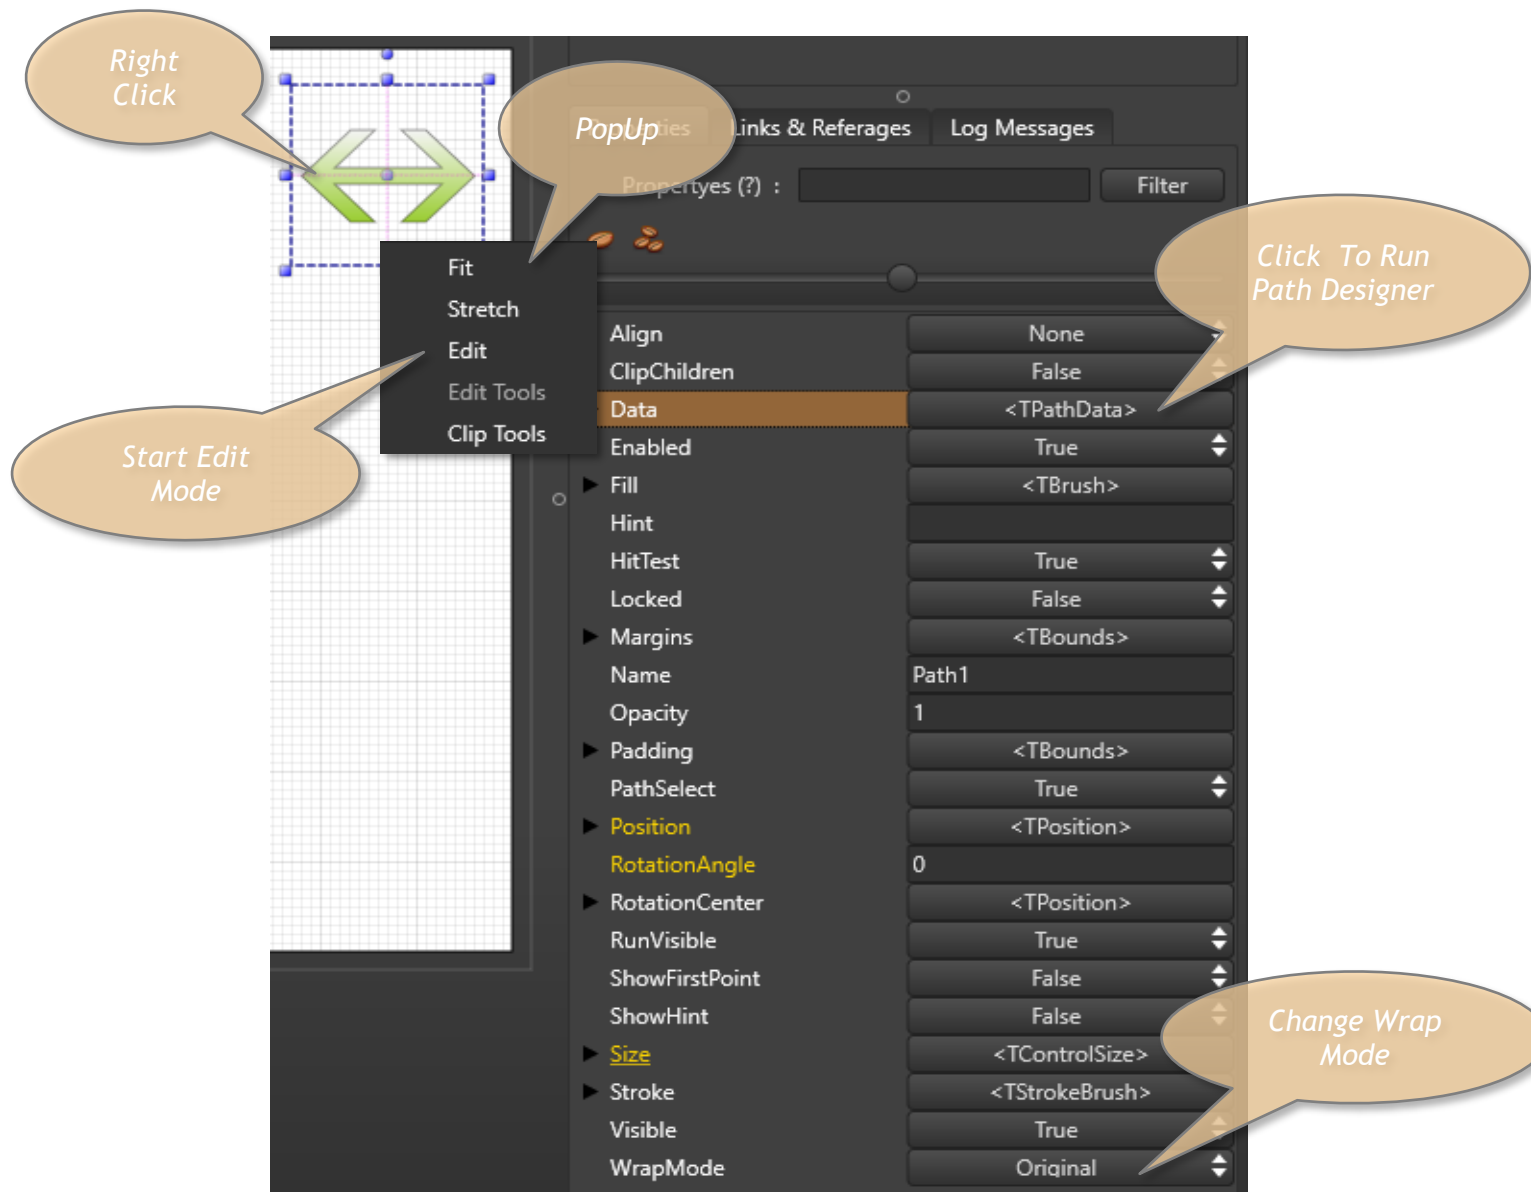 Right
Click
PopUp
Properties
Links & Referages
Log Messages
Propertyes (?) :
Filter
Click To Run
Path Designer
Fit
Stretch
Edit
Edit Tools
Clip Tools
Start Edit
Mode
Align None
ClipChildren False
Data <TPathData>
Enabled True
Fill <TBrush>
Hint
HitTest True
Locked False
Margins <TBounds>
Name Path1
Opacity 1
Padding <TBounds>
PathSelect True
Position <TPosition>
RotationAngle 0
RotationCenter <TPosition>
RunVisible True
ShowFirstPoint False
ShowHint False
Change Wrap
Mode
Size <TControlSize>
Stroke <TStrokeBrush>
Visible True
WrapMode Original